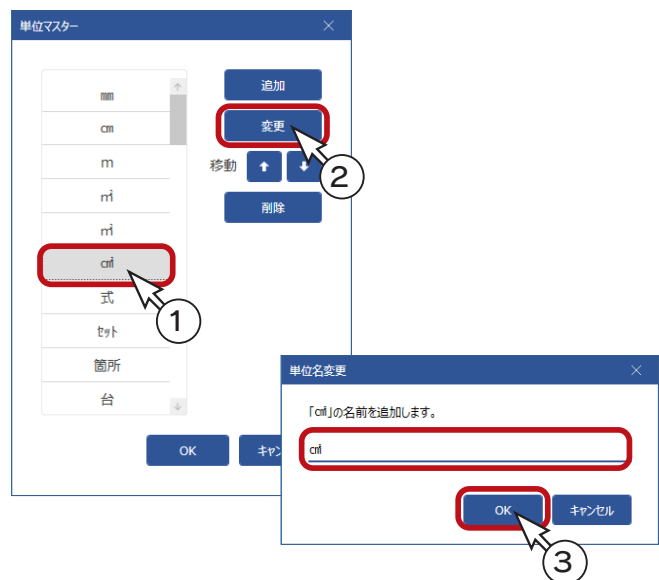 単位マスター
mm
cm
m
㎡
㎡
c㎡
式
ｾｯﾄ
箇所
台
追加
変更
移動
削除
OK
1
2
単位名変更
「c㎡」の名前を追加します。
c㎡
OK
キャンセル
3